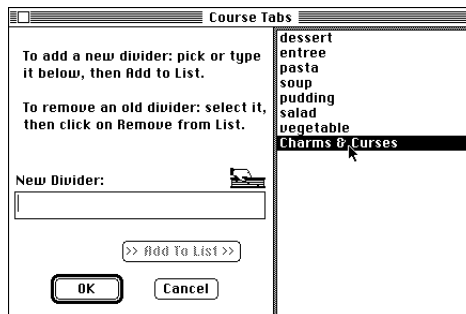 Course Tabs
To add a new divider: pick or type
it below, then Add to List.
To remove an old divider: select it,
then click on Remove from List.
New Divider:
>> Add To List >>
OK
Cancel
dessert
entree
pasta
soup
pudding
salad
vegetable
Charms & Curses